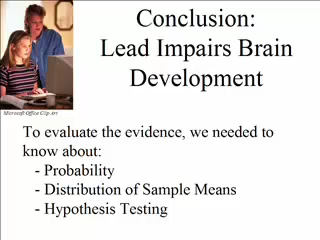 Conclusion:
Lead Impairs Brain
Development
Microsoft Office Clip Art
To evaluate the evidence, we needed to
know about:
- Probability
- Distribution of Sample Means
- Hypothesis Testing